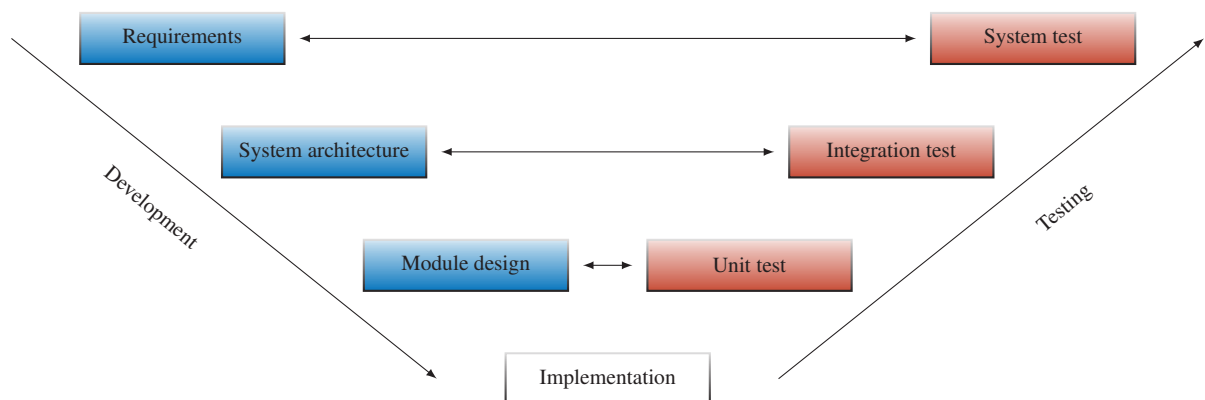 Requirements
System test
System architecture
Integration test
Development
Testing
Module design
Unit test
Implementation